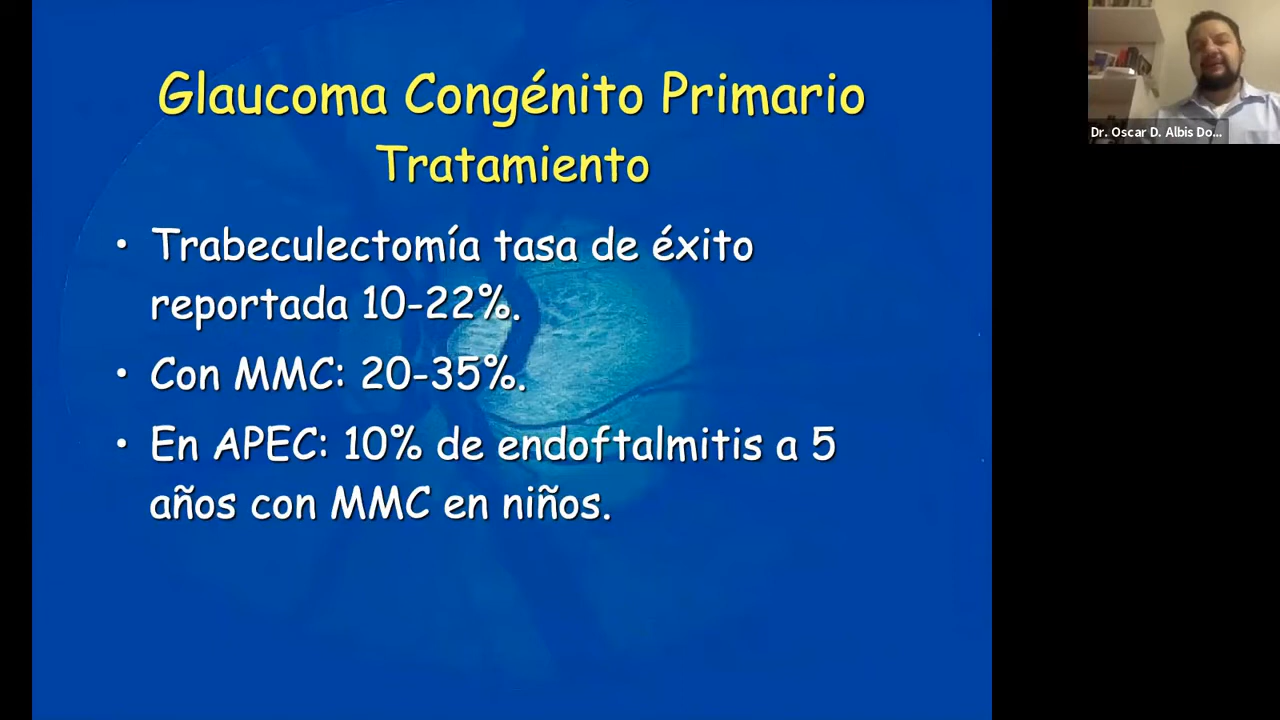 Glaucoma Congénito Primario
Tratamiento
• Trabeculectomía tasa de éxito
reportada 10-22%.
• Con MMC: 20-35%.
• En APEC: 10% de endoftalmitis a 5
años con MMC en niños.
Dr. Oscar D. Albis Do...